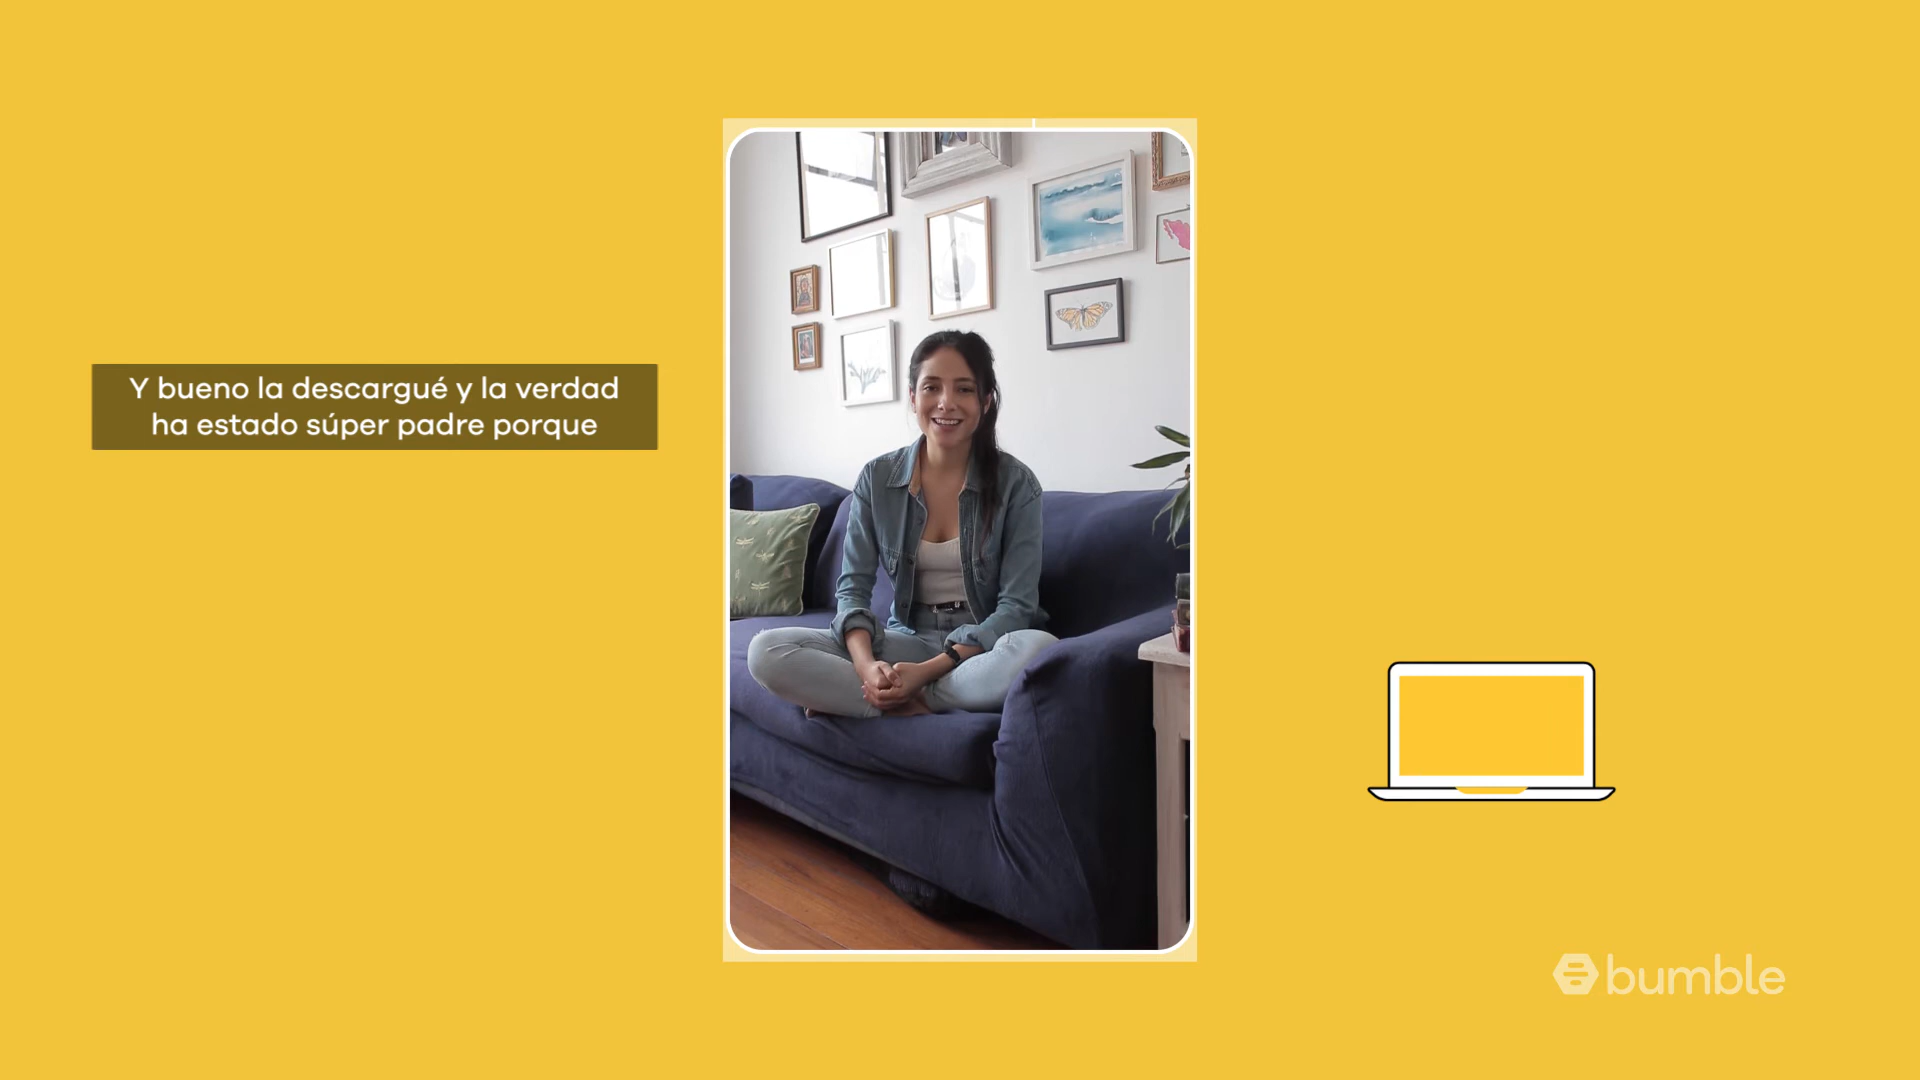 Y bueno la descargué y la verdad
ha estado súper padre porque
bumble